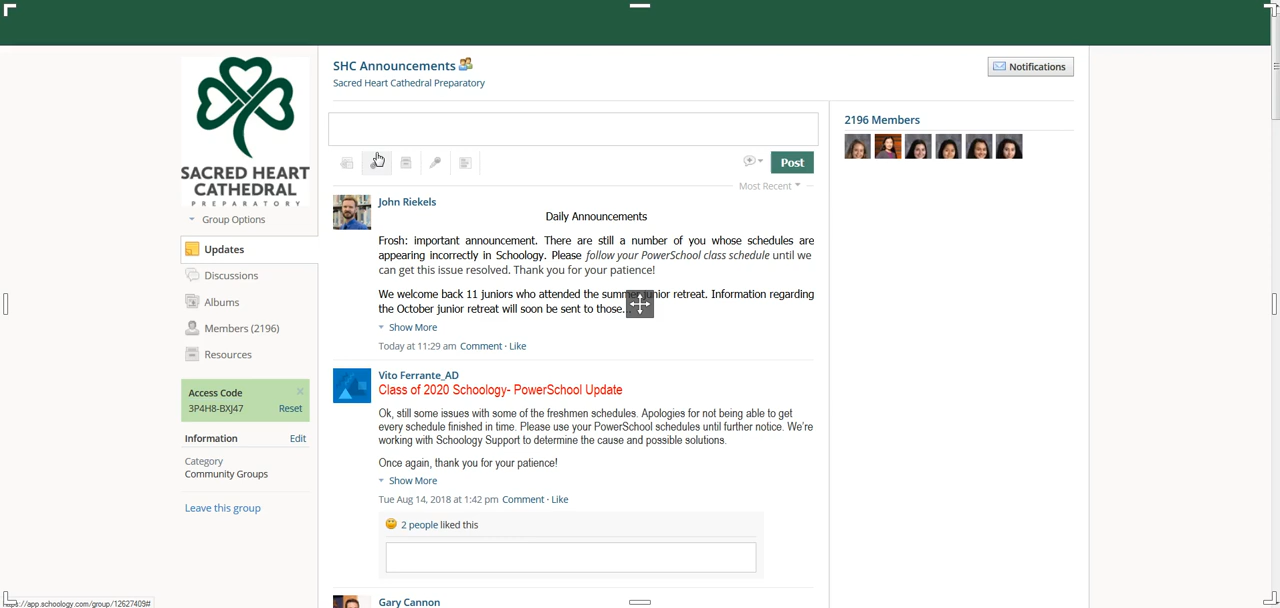 SHC Announcements
Sacred Heart Cathedral Preparatory
Notifications
SACRED HEART
CATHEDRAL
PREPARATORY
Group Options
Updates
Discussions
Albums
Members (2196)
Resources
Access Code
3P4H8-BXJ47
Reset
Information
Edit
Category
Community Groups
Leave this group
Post
Most Recent
John Riekels
Daily Announcements
Frosh: important announcement. There are still a number of you whose schedules are
appearing incorrectly in Schoology. Please follow your PowerSchool class schedule until we
can get this issue resolved. Thank you for your patience!
We welcome back 11 juniors who attended the summer junior retreat. Information regarding
the October junior retreat will soon be sent to those...
Show More
Today at 11:29 am Comment · Like
Vito Ferrante_AD
Class of 2020 Schoology- PowerSchool Update
Ok, still some issues with some of the freshmen schedules. Apologies for not being able to get
every schedule finished in time. Please use your PowerSchool schedules until further notice. We're
working with Schoology Support to determine the cause and possible solutions.
Once again, thank you for your patience!
Show More
Tue Aug 14, 2018 at 1:42 pm Comment · Like
2 people liked this
Gary Cannon
2196 Members
https://app.schoology.com/group/12627409#